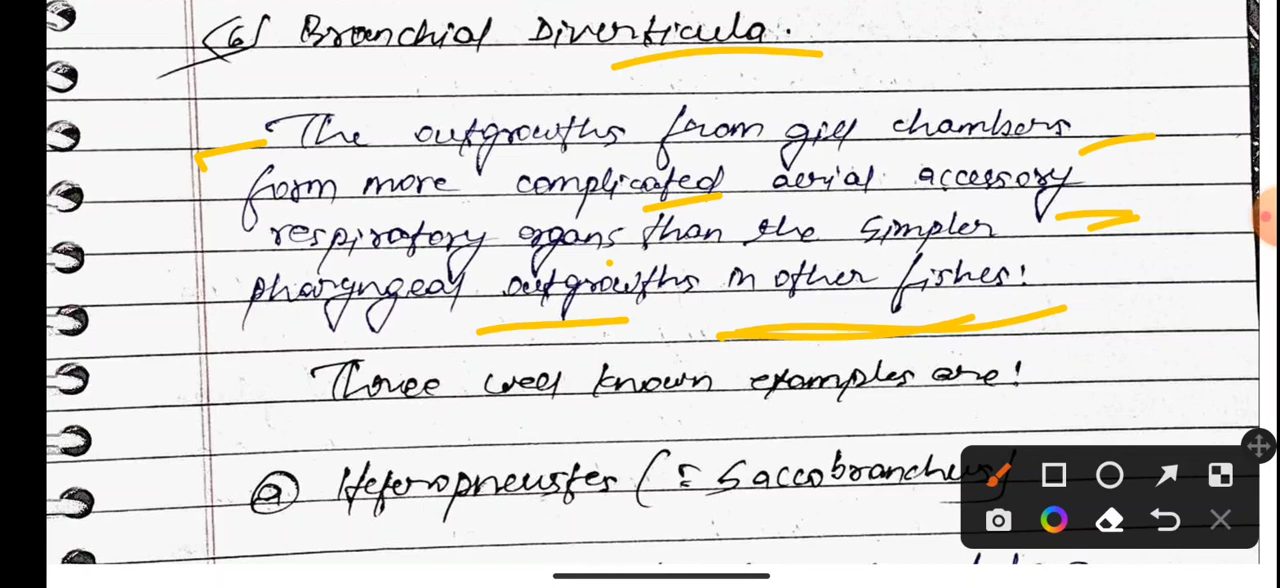 (6) Branchial Diverticula.
The outgrowths from gill chambers
form more complicated aerial accessory
respiratory organs than the simpler
pharyngeal outgrowths in other fishes:
Three well known examples are:
(a) Heteropneustes (= Saccobranchus)